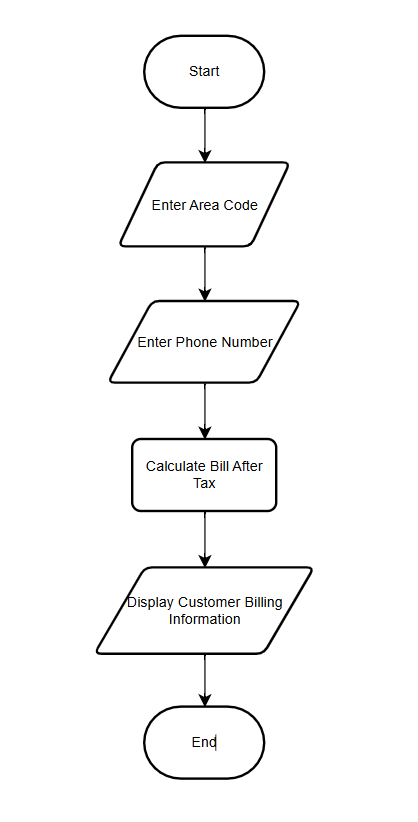 Start
Enter Area Code
Enter Phone Number
Calculate Bill After
Tax
Display Customer Billing
Information
End